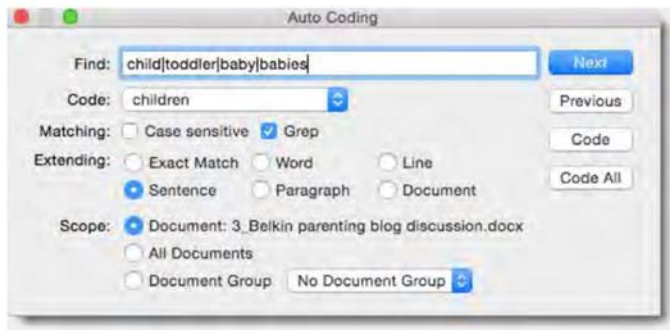 Auto Coding
Find: child|toddler|baby|babies Next
Code: children Previous
Matching: Case sensitive Grep Code
Extending: Exact Match Word Line
Sentence Paragraph Document Code All
Scope: Document: 3_Belkin parenting blog discussion.docx
All Documents
Document Group No Document Group